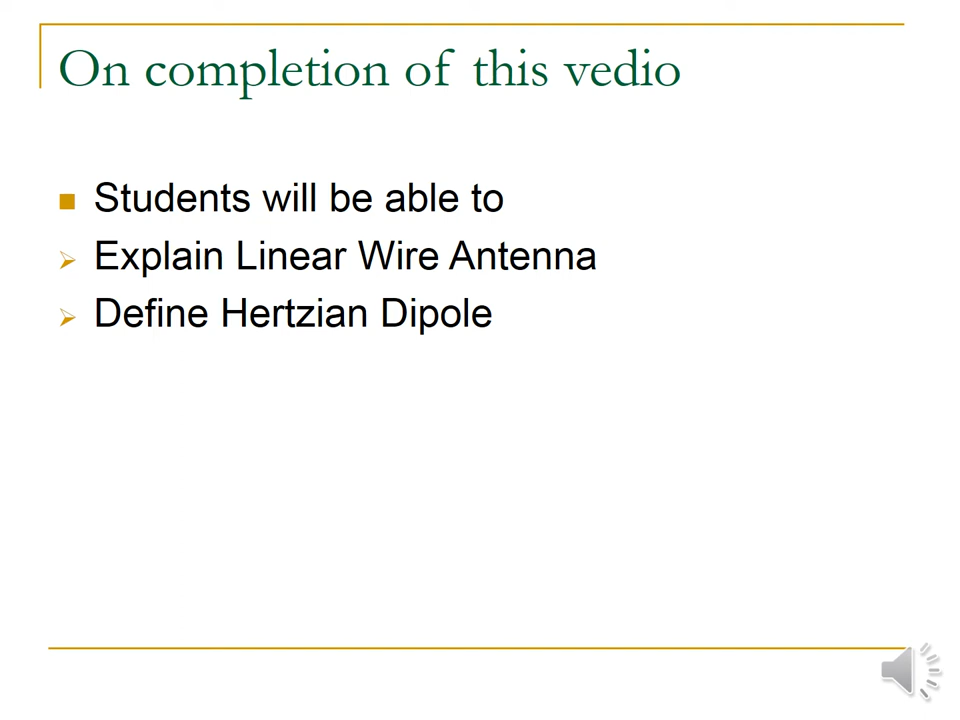 On completion of this vedio
Students will be able to
Explain Linear Wire Antenna
Define Hertzian Dipole